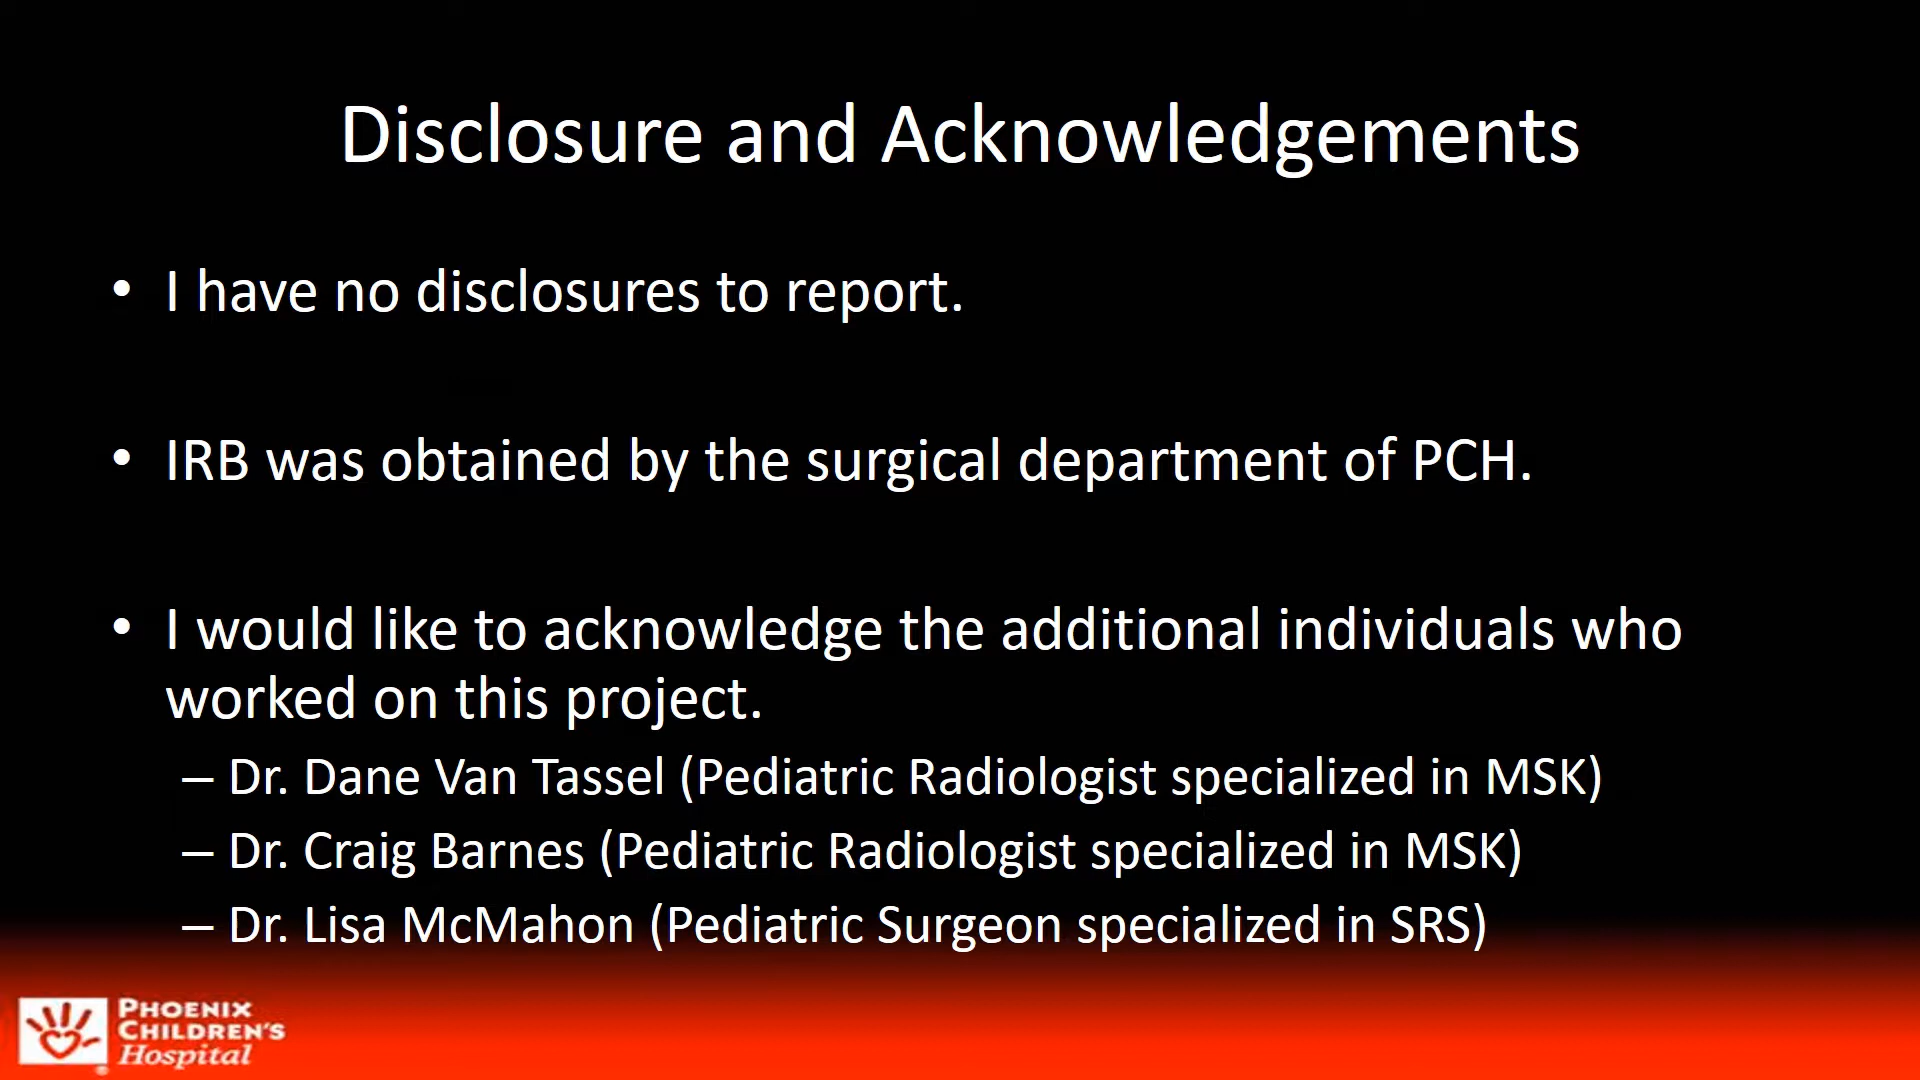 Disclosure and Acknowledgements
• I have no disclosures to report.
• IRB was obtained by the surgical department of PCH.
• I would like to acknowledge the additional individuals who
worked on this project.
– Dr. Dane Van Tassel (Pediatric Radiologist specialized in MSK)
– Dr. Craig Barnes (Pediatric Radiologist specialized in MSK)
– Dr. Lisa McMahon (Pediatric Surgeon specialized in SRS)
PHOENIX
CHILDREN'S
Hospital
®